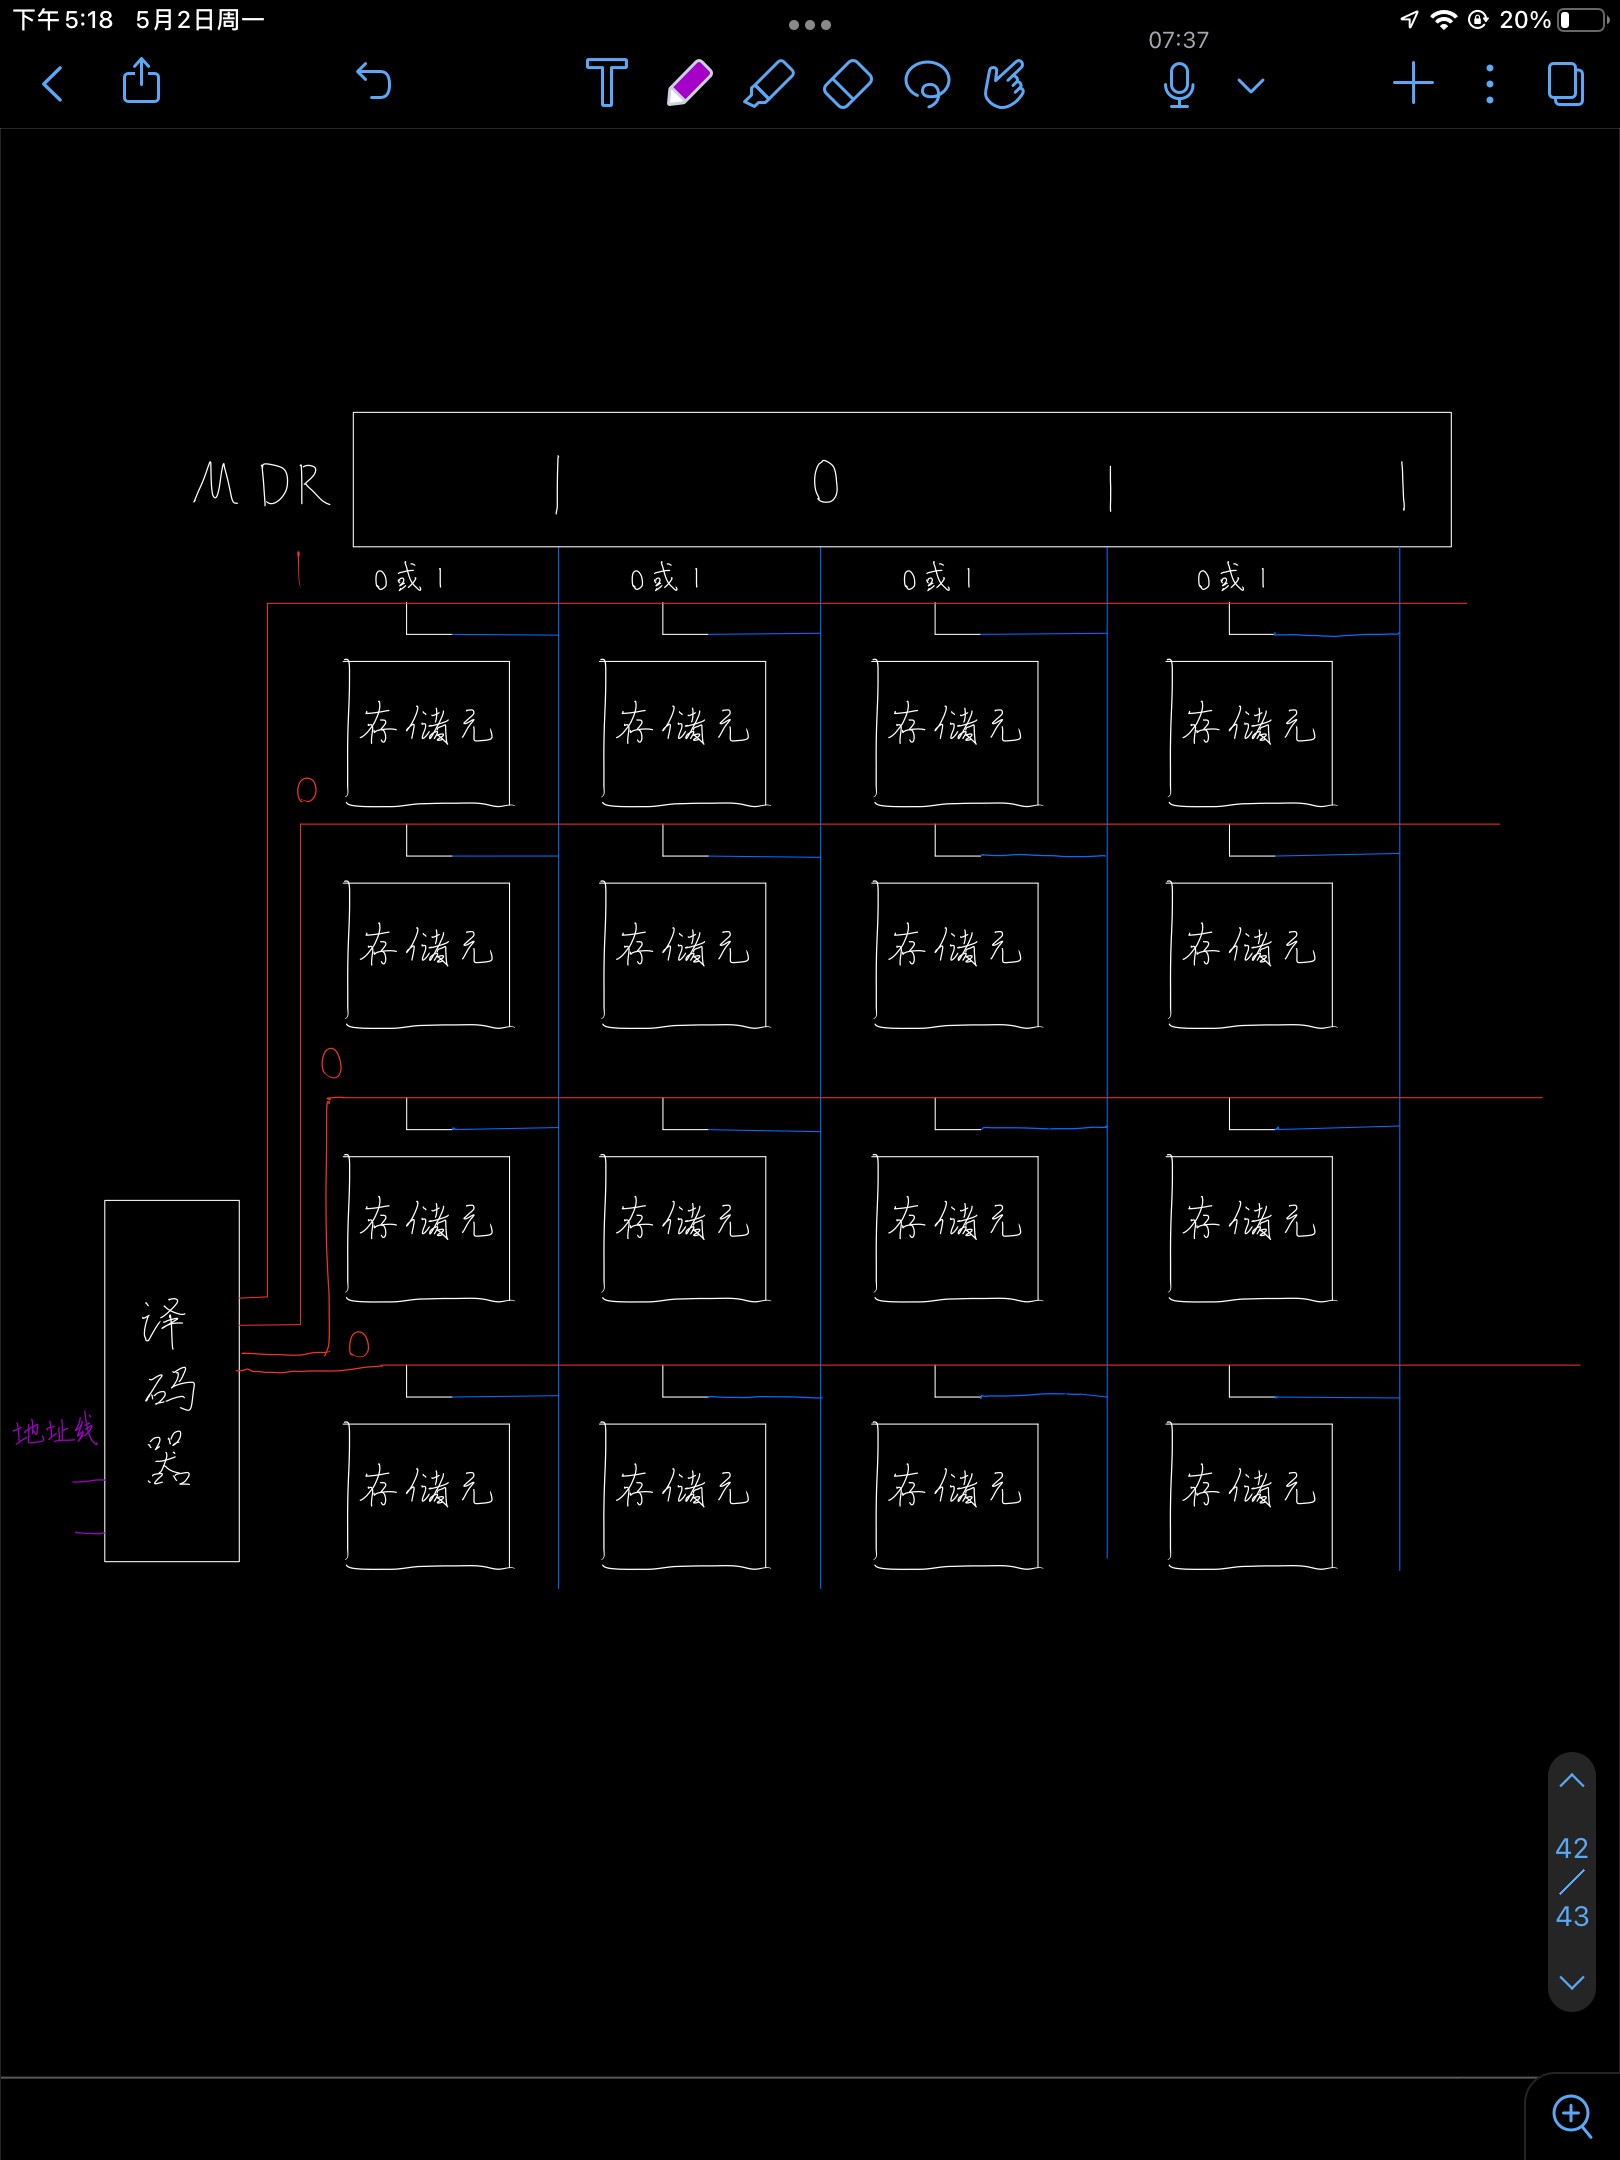 下午5:18 5月2日周一
20%
07:37
MDR 1 0 1 1
1 0或1 0或1 0或1 0或1
存储元 存储元 存储元 存储元
0
存储元 存储元 存储元 存储元
0
存储元 存储元 存储元 存储元
0
译码器
地址线
存储元 存储元 存储元 存储元
42
/
43